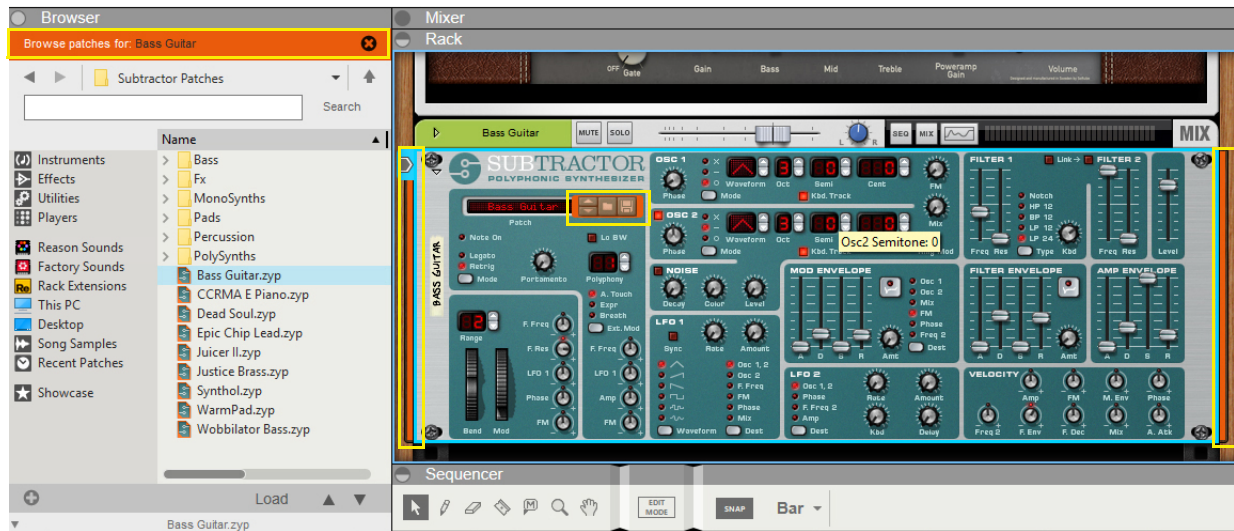 Browser
Browse patches for: Bass Guitar
Subtractor Patches
Search
Name
Instruments
Effects
Utilities
Players
Reason Sounds
Factory Sounds
Rack Extensions
This PC
Desktop
Song Samples
Recent Patches
Showcase
Bass
Fx
MonoSynths
Pads
Percussion
PolySynths
Bass Guitar.zyp
CCRMA E Piano.zyp
Dead Soul.zyp
Epic Chip Lead.zyp
Juicer II.zyp
Justice Brass.zyp
Synthol.zyp
WarmPad.zyp
Wobbilator Bass.zyp
Load
Bass Guitar.zyp
Mixer
Rack
OFF Gate Gain Bass Mid Treble Poweramp Gain Volume
Bass Guitar MUTE SOLO L R SEQ MIX MIX
SUBTRACTOR
POLYPHONIC SYNTHESIZER
Bass Guitar
Patch
BASS GUITAR
Note On
Lo BW
Legato
Retrig
Mode
Portamento
Polyphony
A. Touch
Expr
Breath
Ext. Mod
Range
Bend Mod
F. Freq
F. Res
LFO 1
Phase
FM
F. Freq
LFO 1
Amp
FM
OSC 1
Phase Mode Waveform Oct Semi Cent Kbd. Track FM
OSC 2
Phase Mode Waveform Oct Semi Kbd. Track Mix
Osc2 Semitone: 0
NOISE
Decay Color Level
LFO 1
Sync Rate Amount
Osc 1, 2
Osc 2
F. Freq
FM
Phase
Mix
Waveform Dest
MOD ENVELOPE
A D S R Amt
Osc 1
Osc 2
Mix
FM
Phase
Freq 2
Dest
LFO 2
Osc 1, 2
Phase
F. Freq 2
Amp
Dest
Rate Amount
Kbd Delay
FILTER 1 Link FILTER 2
Notch
HP 12
BP 12
LP 12
LP 24
Freq Res Type Kbd Freq Res Level
FILTER ENVELOPE
A D S R Amt
AMP ENVELOPE
A D S R
VELOCITY
Amp FM M. Env Phase
Freq 2 F. Env F. Dec Mix A. Atk
Sequencer
M
EDIT
MODE
SNAP
Bar